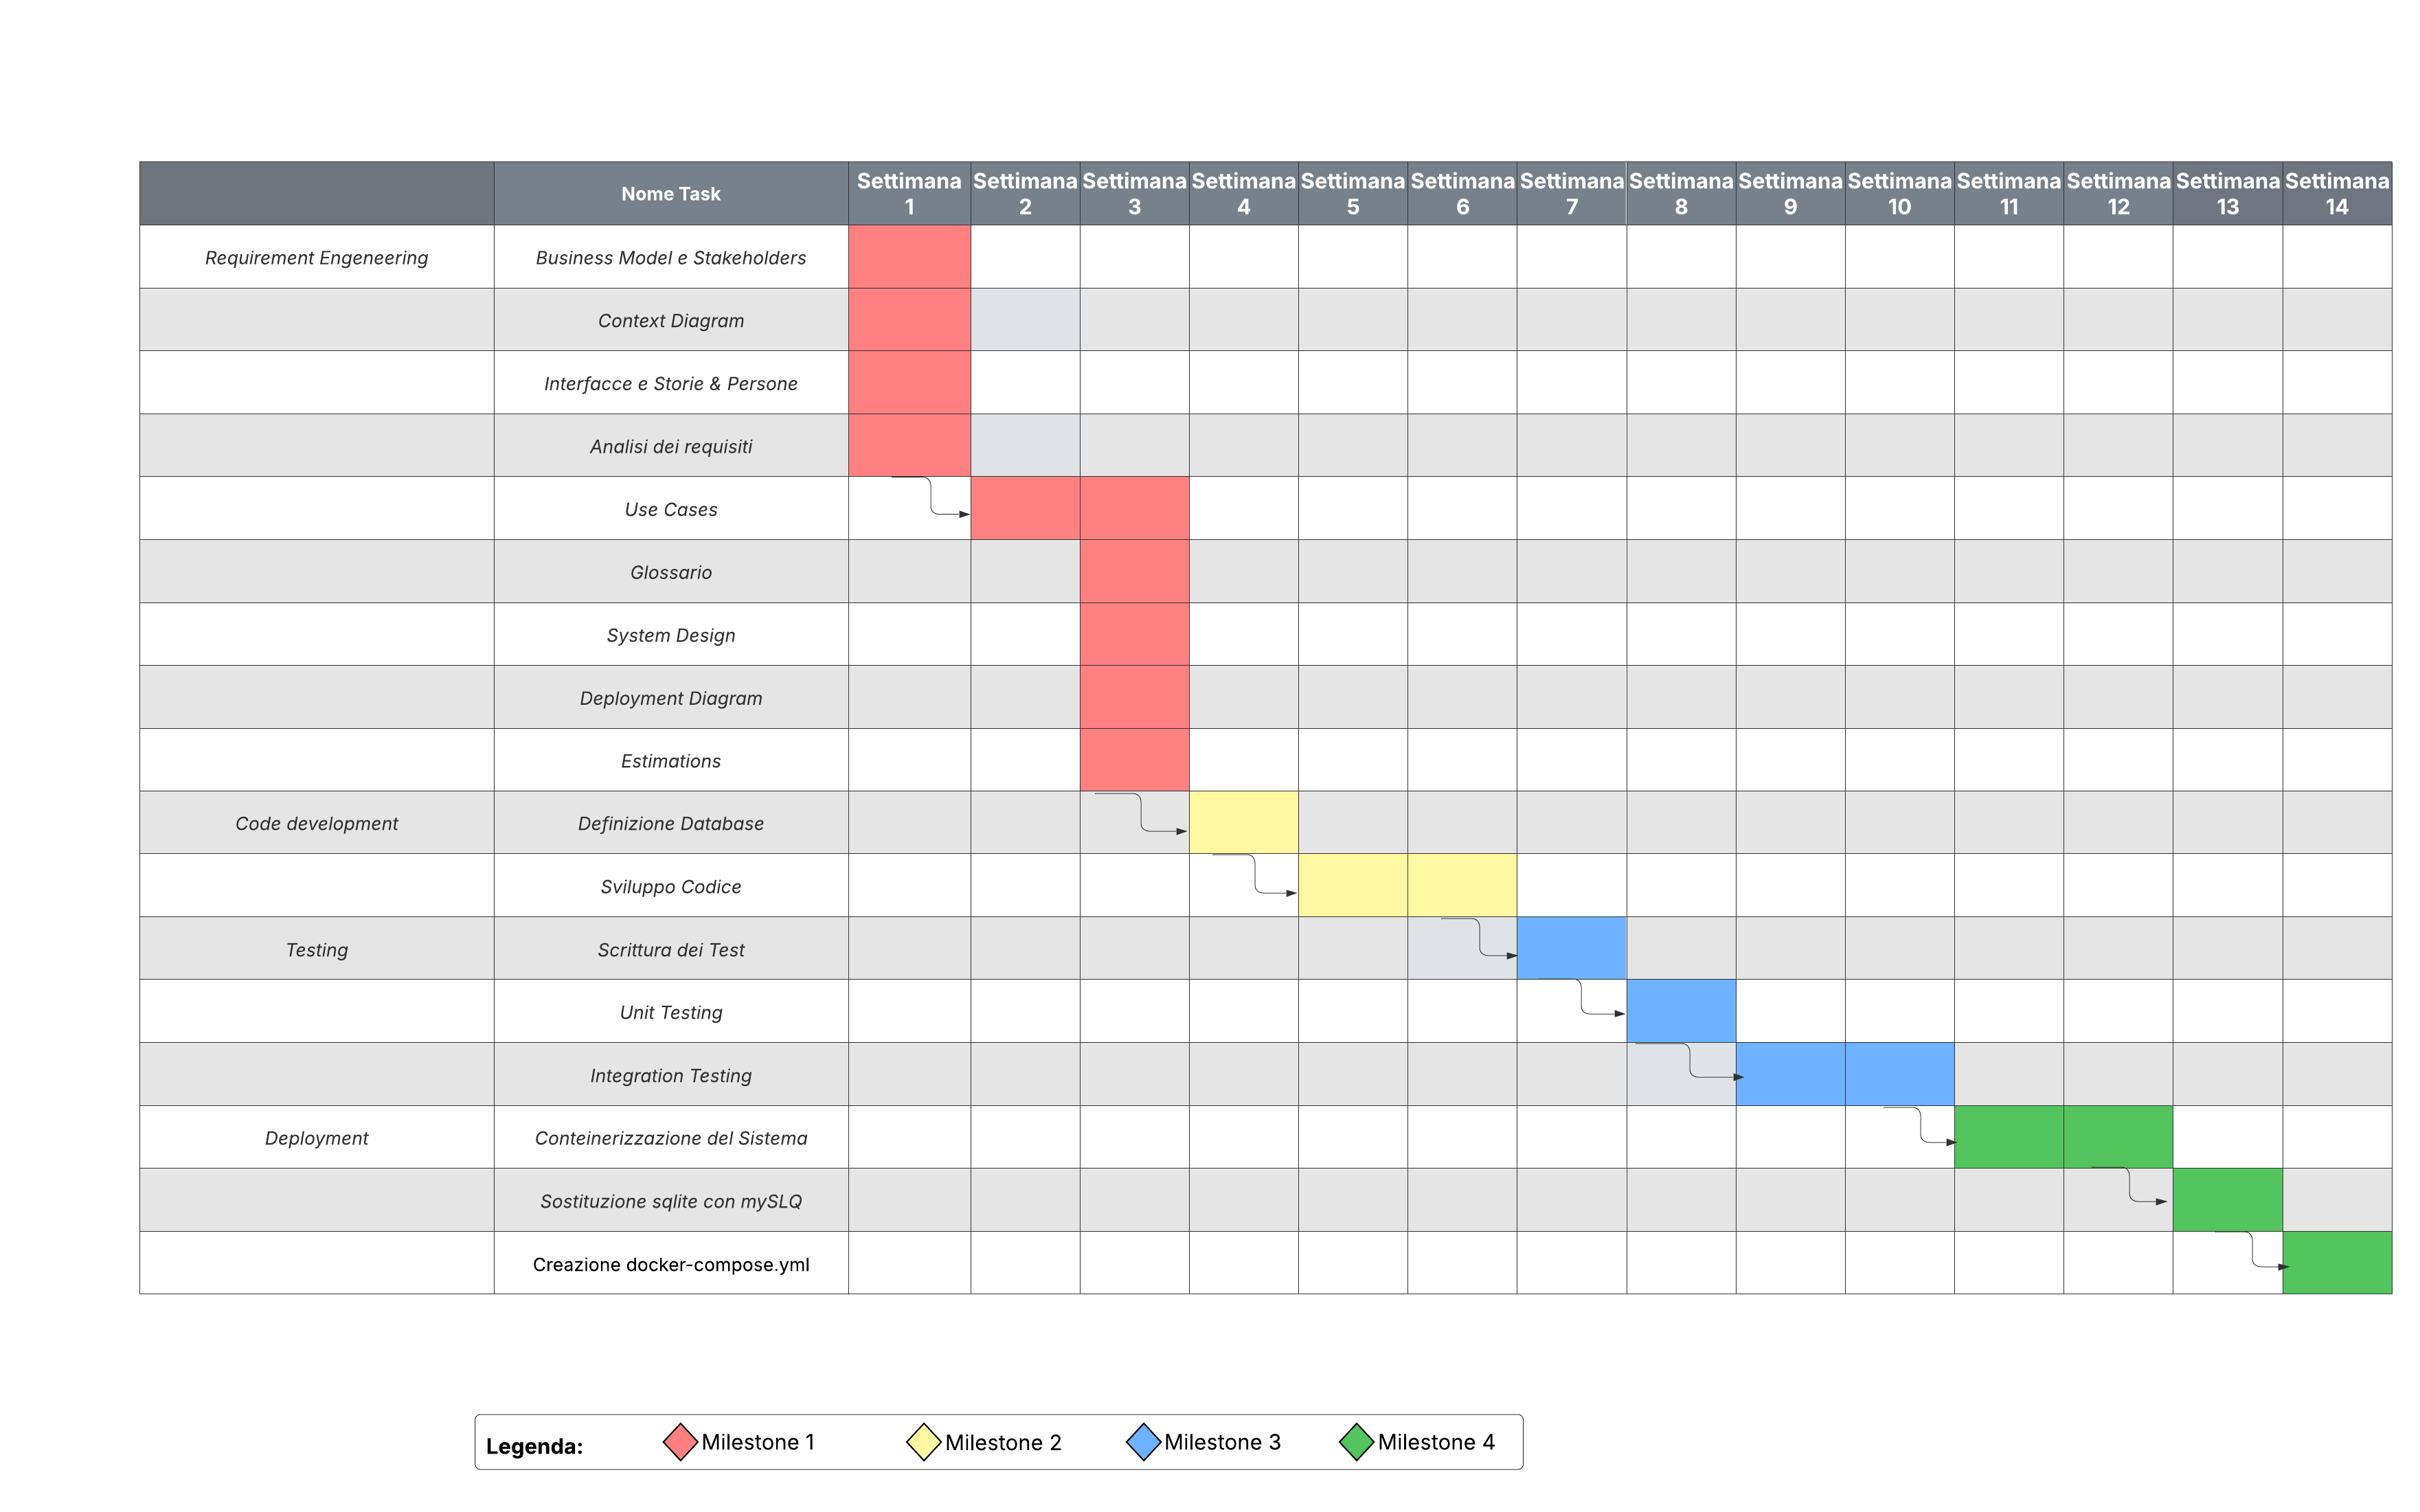 Nome Task
Settimana 1
Settimana 2
Settimana 3
Settimana 4
Settimana 5
Settimana 6
Settimana 7
Settimana 8
Settimana 9
Settimana 10
Settimana 11
Settimana 12
Settimana 13
Settimana 14
Requirement Engeneering
Business Model e Stakeholders
Context Diagram
Interfacce e Storie & Persone
Analisi dei requisiti
Use Cases
Glossario
System Design
Deployment Diagram
Estimations
Code development
Definizione Database
Sviluppo Codice
Testing
Scrittura dei Test
Unit Testing
Integration Testing
Deployment
Conteinerizzazione del Sistema
Sostituzione sqlite con mySLQ
Creazione docker-compose.yml
Legenda:
Milestone 1
Milestone 2
Milestone 3
Milestone 4